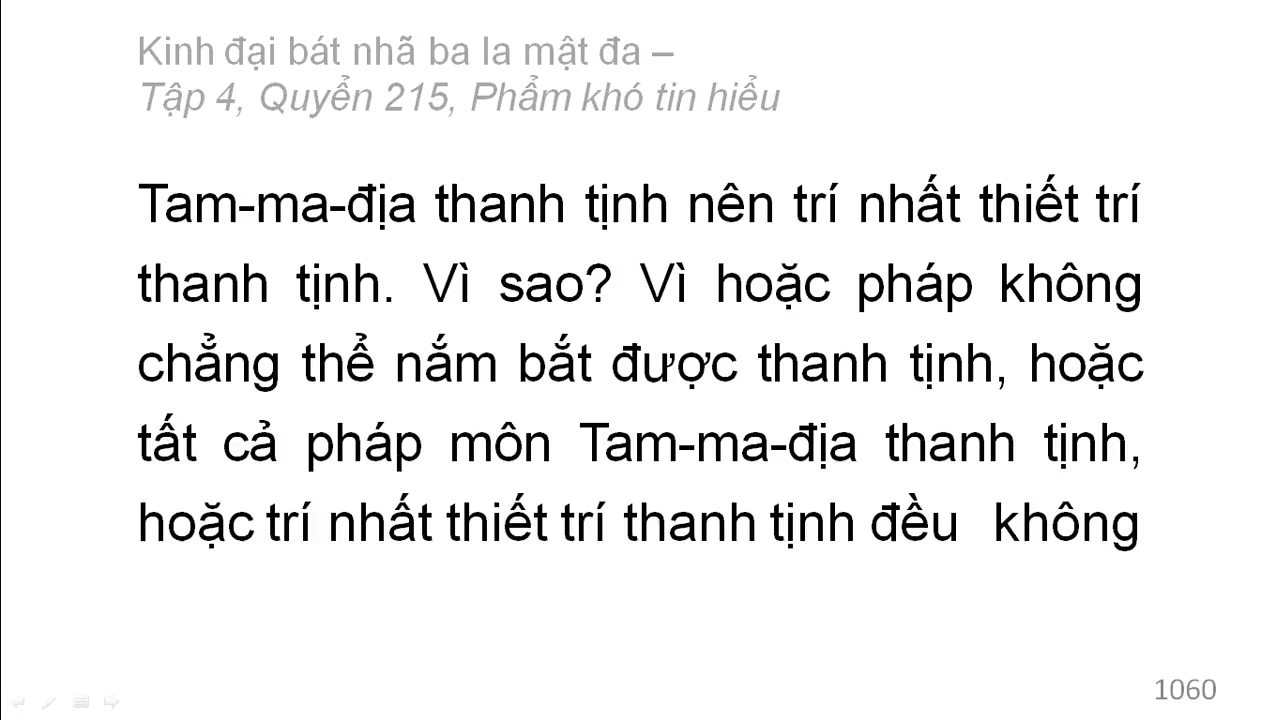 Kinh đại bát nhã ba la mật đa –
Tập 4, Quyển 215, Phẩm khó tin hiểu
Tam-ma-địa thanh tịnh nên trí nhất thiết trí
thanh tịnh. Vì sao? Vì hoặc pháp không
chẳng thể nắm bắt được thanh tịnh, hoặc
tất cả pháp môn Tam-ma-địa thanh tịnh,
hoặc trí nhất thiết trí thanh tịnh đều không
1060